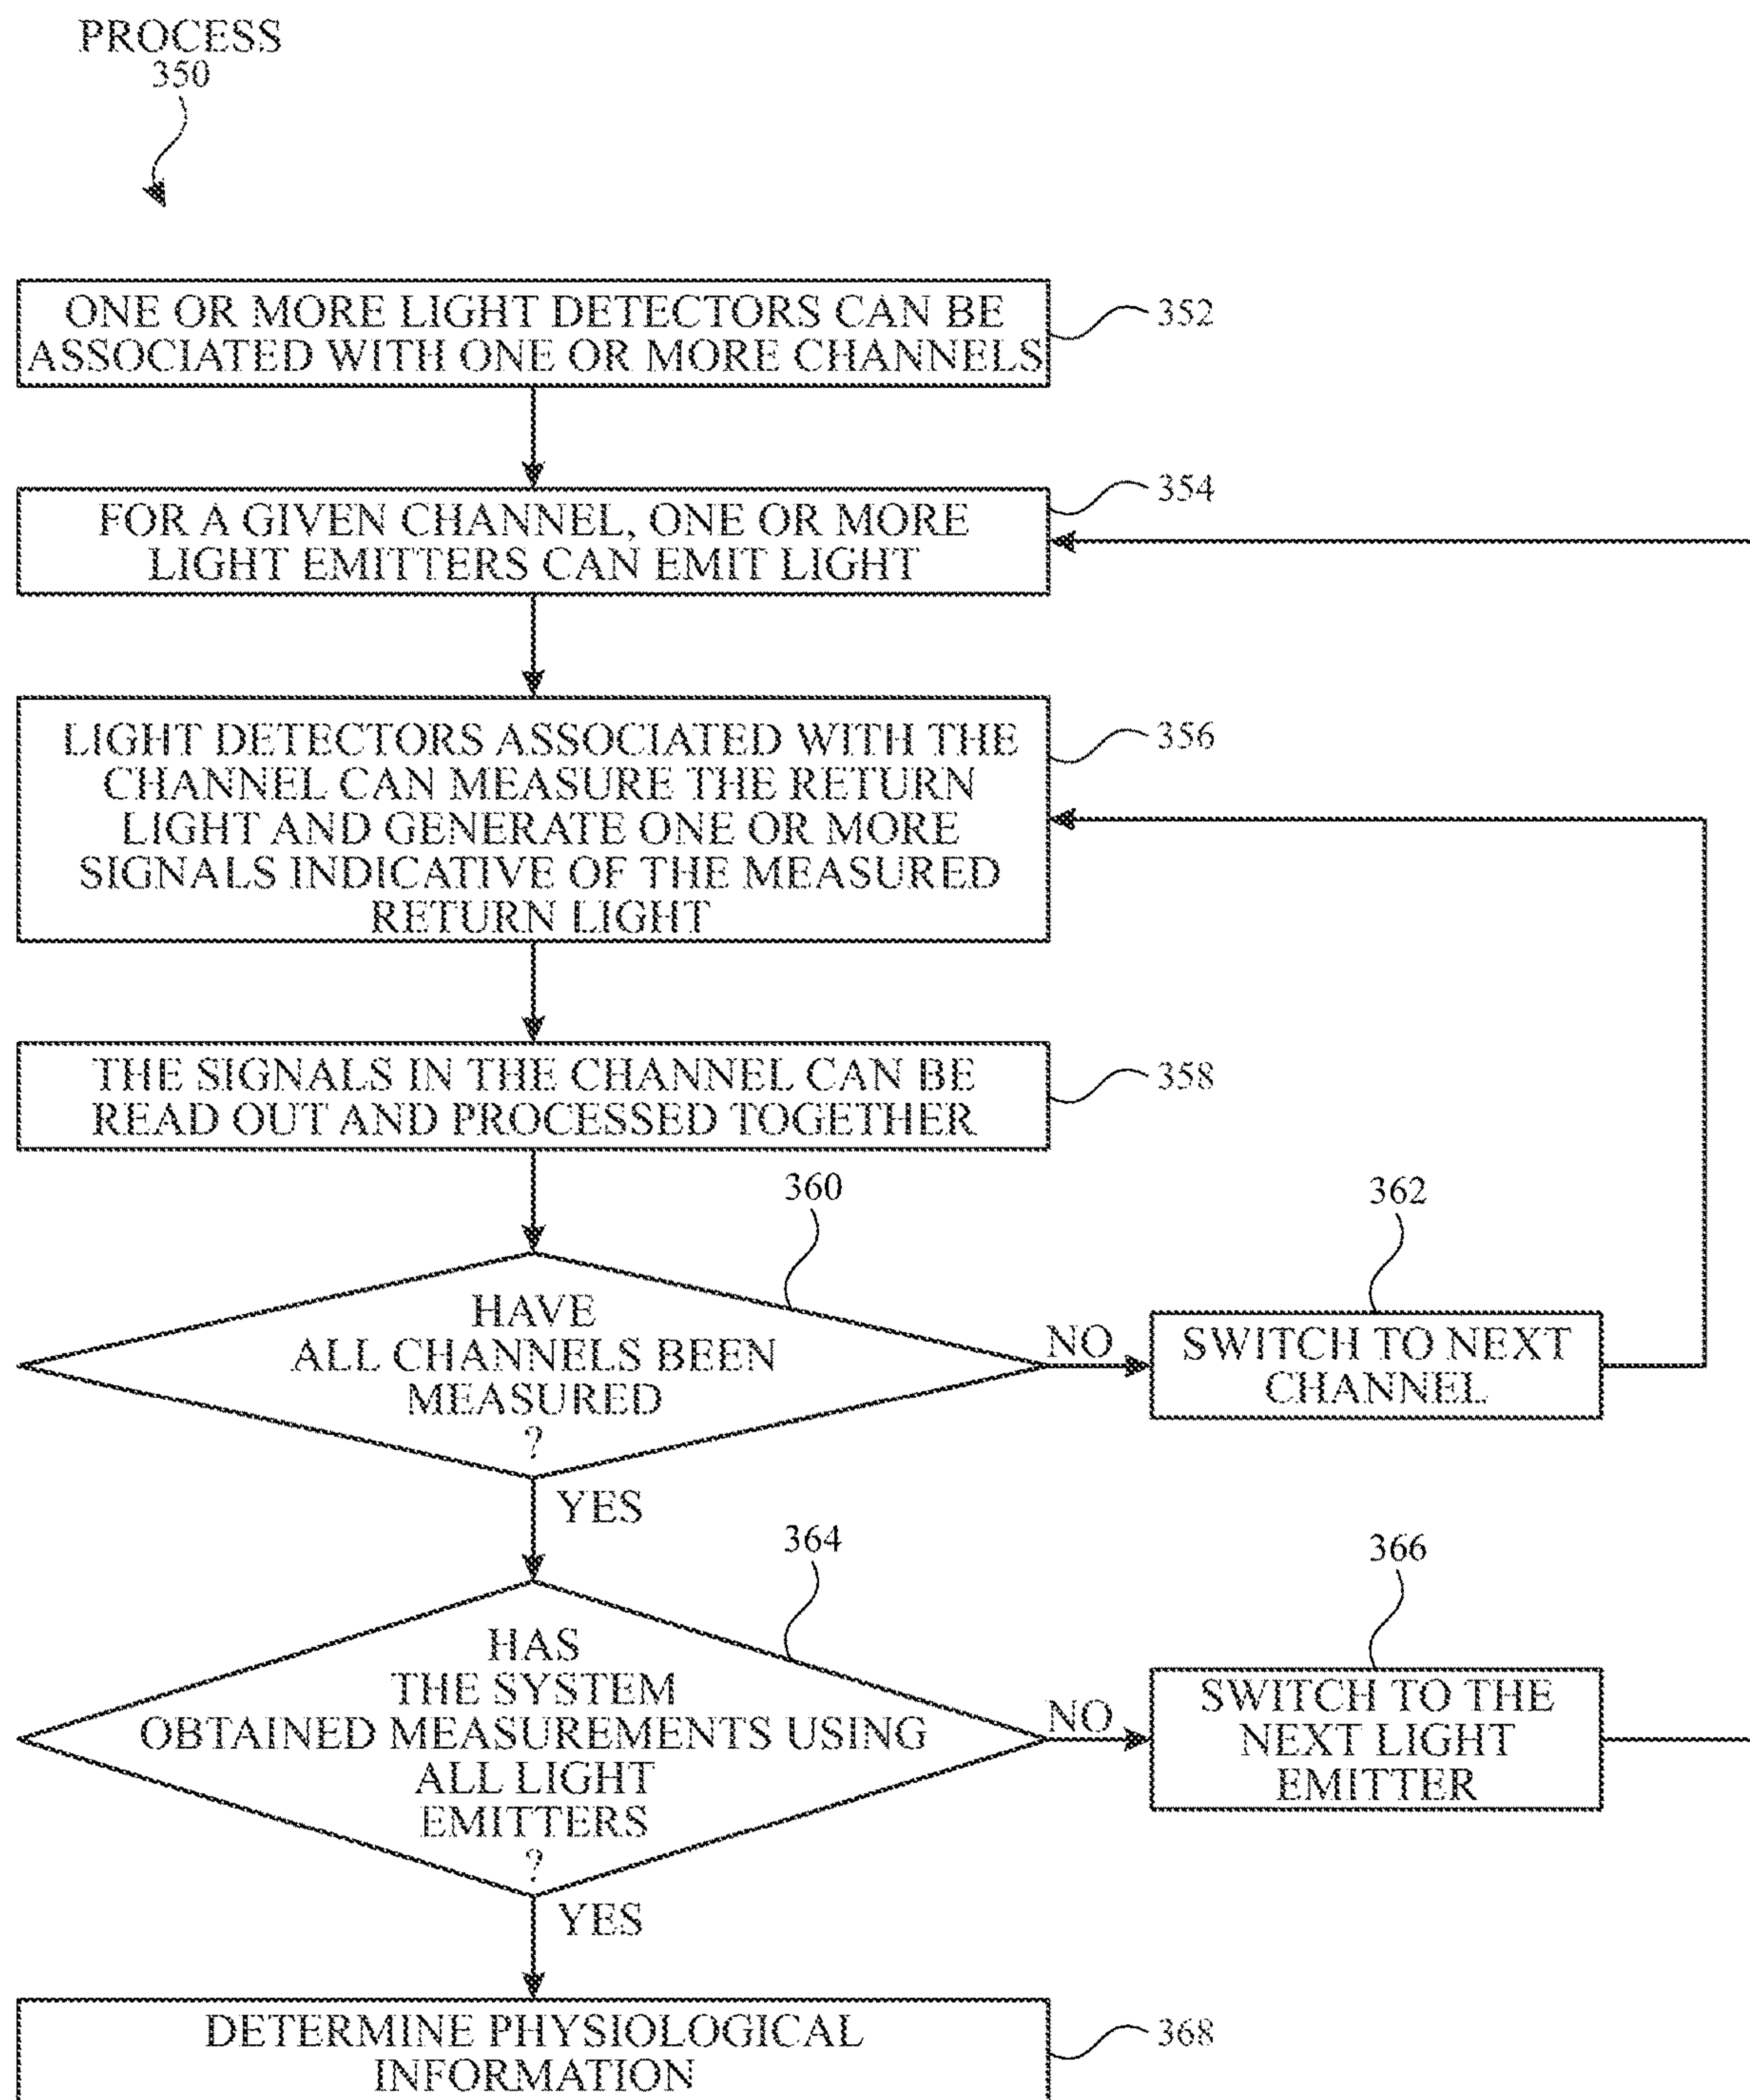 PROCESS
350
ONE OR MORE LIGHT DETECTORS CAN BE
ASSOCIATED WITH ONE OR MORE CHANNELS
352
FOR A GIVEN CHANNEL, ONE OR MORE
LIGHT EMITTERS CAN EMIT LIGHT
354
LIGHT DETECTORS ASSOCIATED WITH THE
CHANNEL CAN MEASURE THE RETURN
LIGHT AND GENERATE ONE OR MORE
SIGNALS INDICATIVE OF THE MEASURED
RETURN LIGHT
356
THE SIGNALS IN THE CHANNEL CAN BE
READ OUT AND PROCESSED TOGETHER
358
360
HAVE
ALL CHANNELS BEEN
MEASURED
?
NO
362
SWITCH TO NEXT
CHANNEL
YES
364
HAS
THE SYSTEM
OBTAINED MEASUREMENTS USING
ALL LIGHT
EMITTERS
?
NO
366
SWITCH TO THE
NEXT LIGHT
EMITTER
YES
DETERMINE PHYSIOLOGICAL
INFORMATION
368